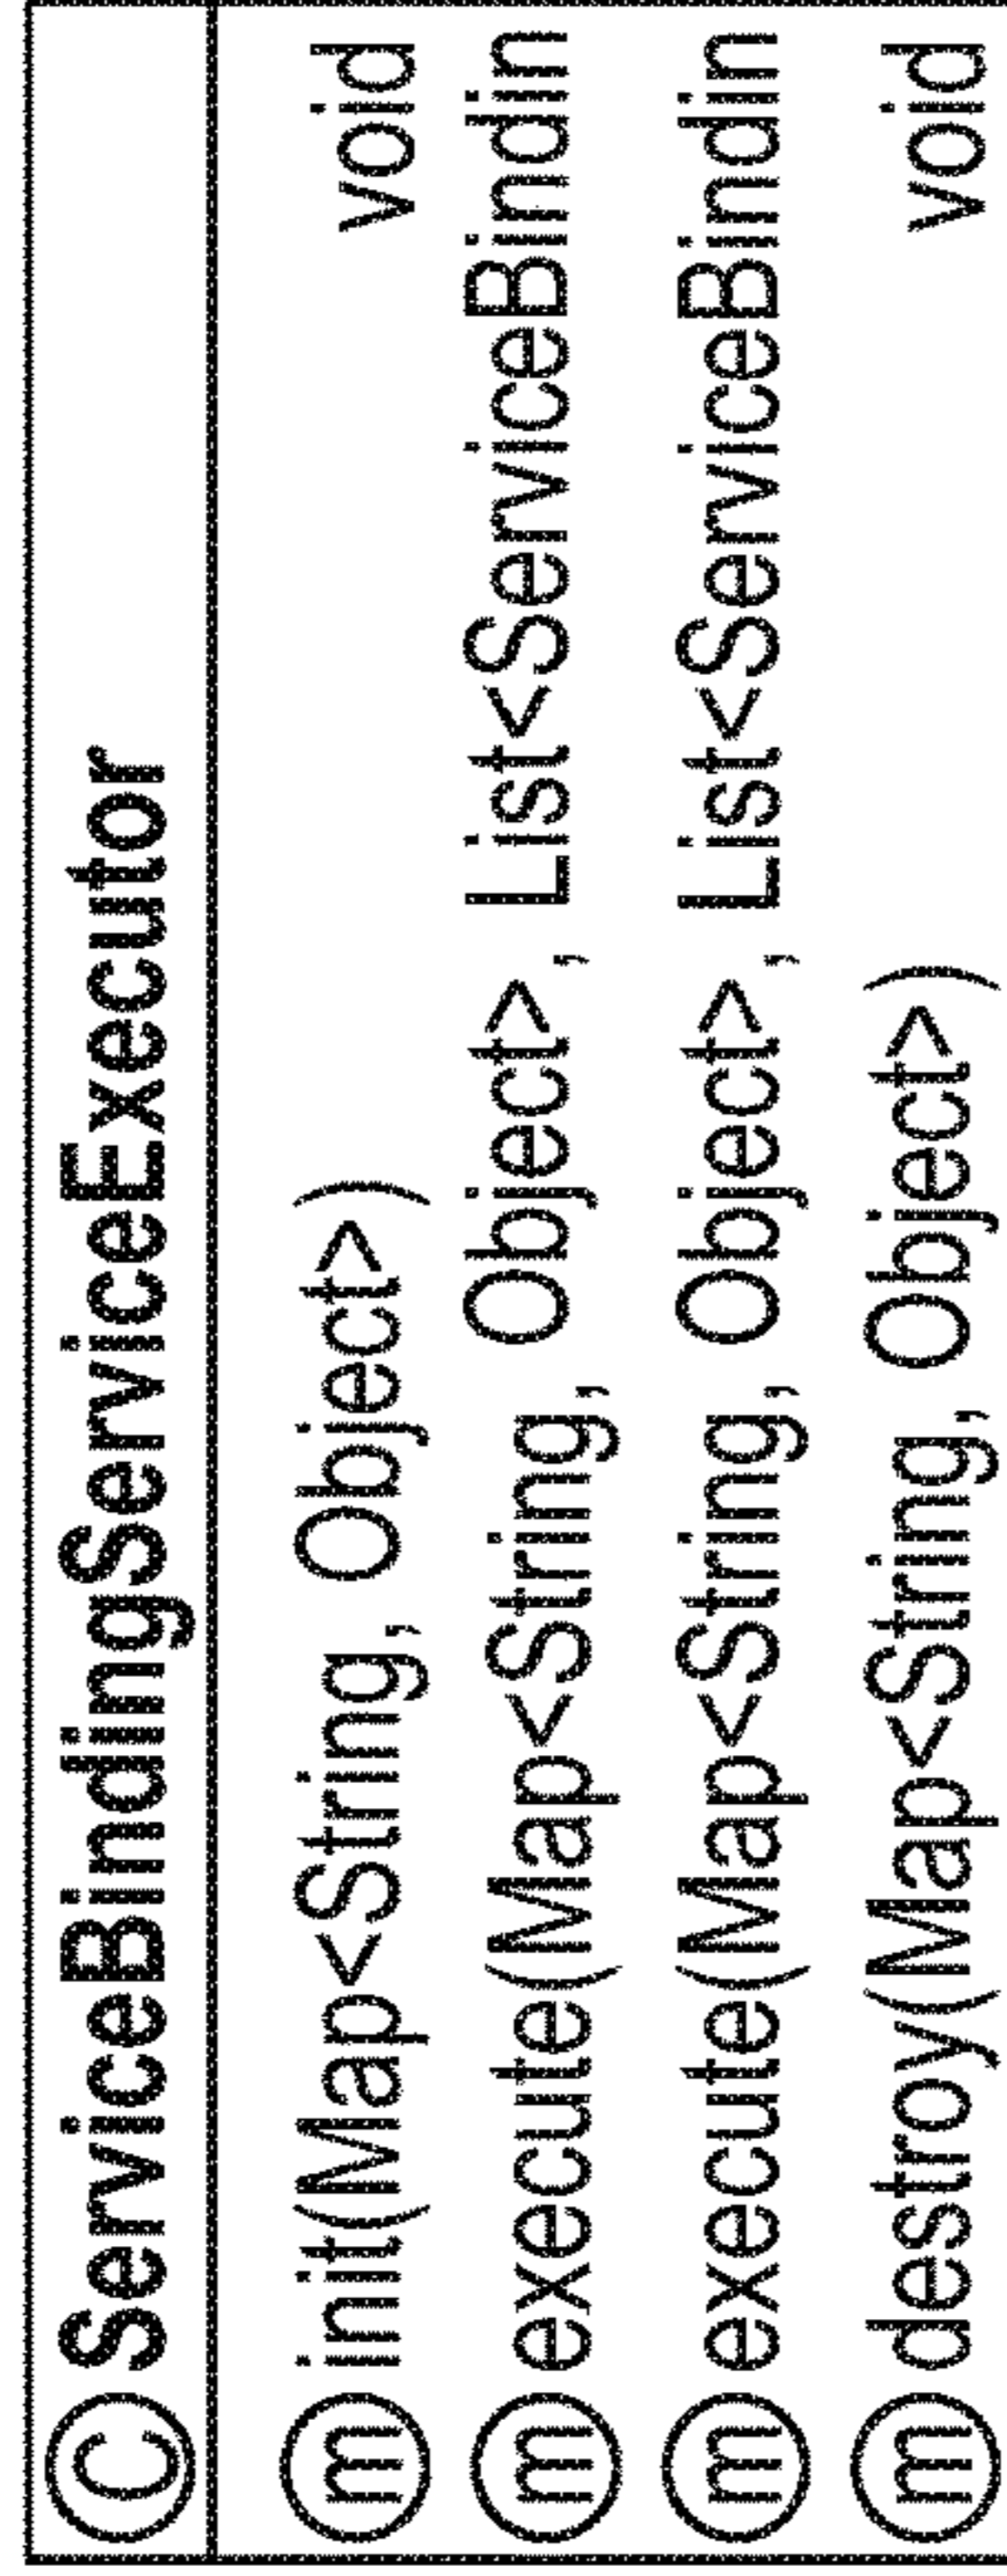 C ServiceBindingServiceExecutor
m init(Map<String, Object>) void
m execute(Map<String, Object>, List<ServiceBindin
m execute(Map<String, Object>, List<ServiceBindin
m destroy(Map<String, Object>) void